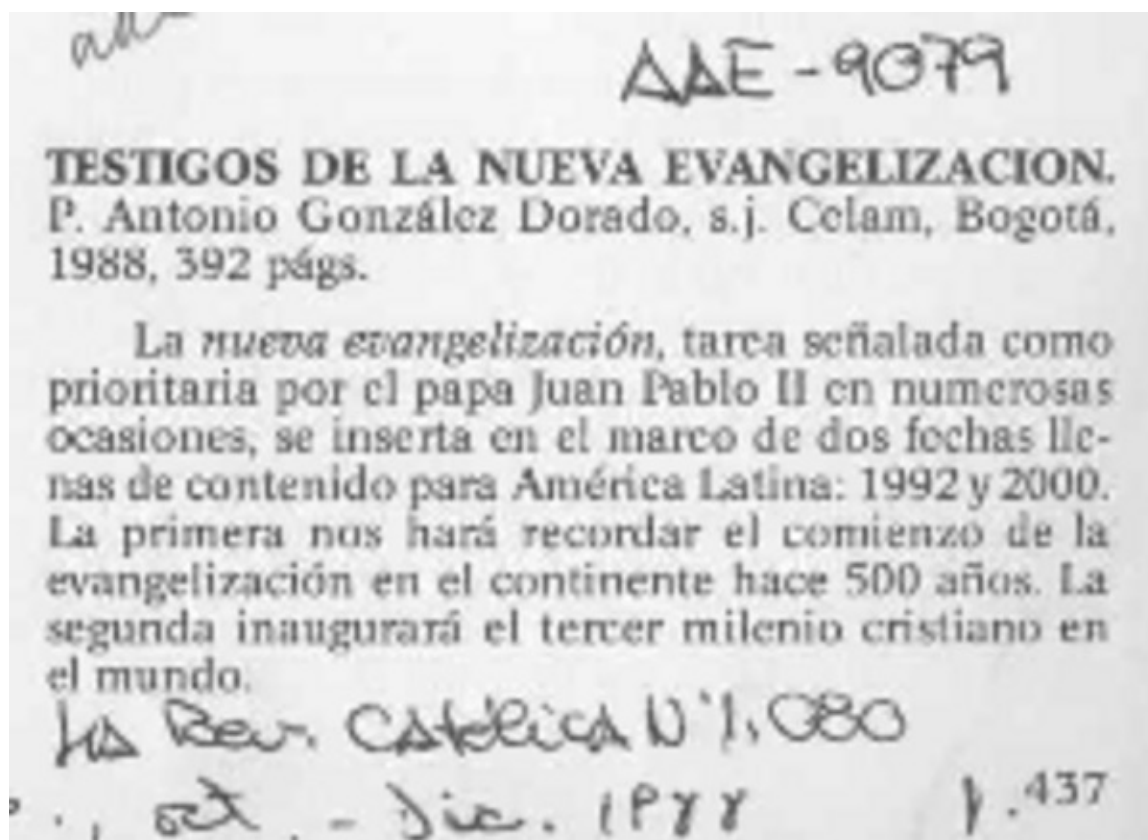 AAE-9079
TESTIGOS DE LA NUEVA EVANGELIZACION.
P. Antonio González Dorado, s.j. Celam, Bogotá,
1988, 392 págs.
La nueva evangelización, tarea señalada como
prioritaria por el papa Juan Pablo II en numerosas
ocasiones, se inserta en el marco de dos fechas lle-
nas de contenido para América Latina: 1992 y 2000.
La primera nos hará recordar el comienzo de la
evangelización en el continente hace 500 años. La
segunda inaugurará el tercer milenio cristiano en
el mundo.
La Rev. Católica N° 1.080
oct. - Dic. 1988 p. 437